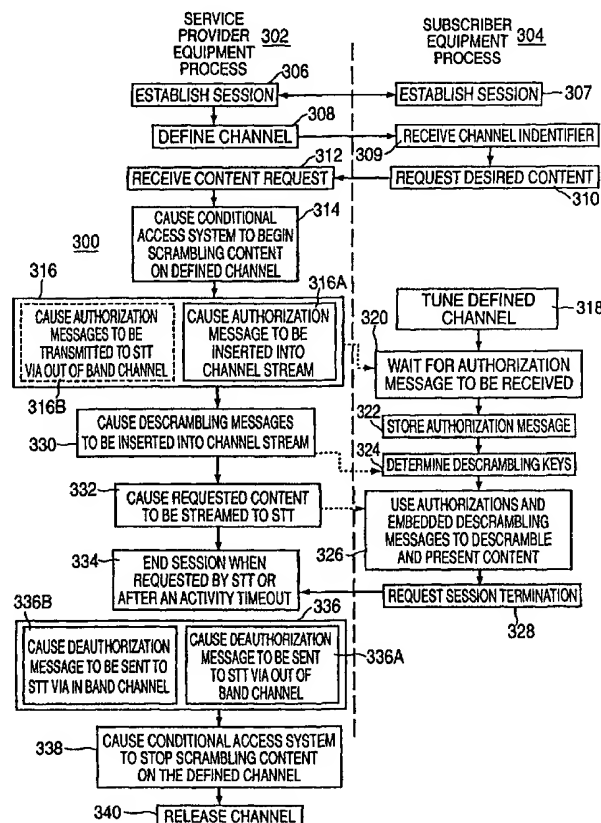 SERVICE
PROVIDER 302
EQUIPMENT
PROCESS
SUBSCRIBER
EQUIPMENT 304
PROCESS
306
ESTABLISH SESSION
ESTABLISH SESSION
307
308
DEFINE CHANNEL
RECEIVE CHANNEL INDENTIFIER
309
312
RECEIVE CONTENT REQUEST
REQUEST DESIRED CONTENT
310
314
CAUSE CONDITIONAL
ACCESS SYSTEM TO BEGIN
SCRAMBLING CONTENT
ON DEFINED CHANNEL
300
316
316A
CAUSE AUTHORIZATION
MESSAGES TO BE
TRANSMITTED TO STT
VIA OUT OF BAND CHANNEL
316B
CAUSE AUTHORIZATION
MESSAGE TO BE
INSERTED INTO
CHANNEL STREAM
TUNE DEFINED
CHANNEL
318
320
WAIT FOR AUTHORIZATION
MESSAGE TO BE RECEIVED
322
STORE AUTHORIZATION MESSAGE
324
DETERMINE DESCRAMBLING KEYS
CAUSE DESCRAMBLING MESSAGES
TO BE INSERTED INTO CHANNEL STREAM
330
332
CAUSE REQUESTED CONTENT
TO BE STREAMED TO STT
USE AUTHORIZATIONS AND
EMBEDDED DESCRAMBLING
MESSAGES TO DESCRAMBLE
AND PRESENT CONTENT
326
334
END SESSION WHEN
REQUESTED BY STT OR
AFTER AN ACTIVITY TIMEOUT
REQUEST SESSION TERMINATION
328
336B
336
CAUSE DEAUTHORIZATION
MESSAGE TO BE SENT TO
STT VIA IN BAND CHANNEL
CAUSE DEAUTHORIZATION
MESSAGE TO BE SENT
TO STT VIA OUT OF
BAND CHANNEL
336A
338
CAUSE CONDITIONAL ACCESS SYSTEM
TO STOP SCRAMBLING CONTENT
ON THE DEFINED CHANNEL
340
RELEASE CHANNEL